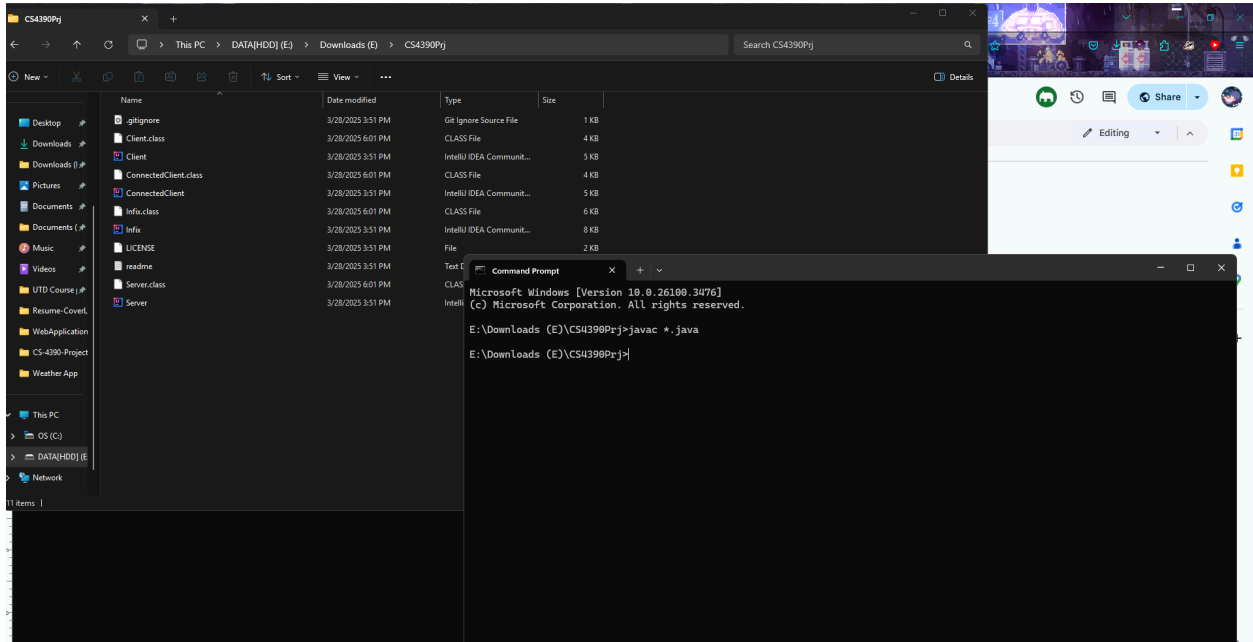 CS4390Prj
This PC > DATA[HDD] (E:) > Downloads (E) > CS4390Prj
Search CS4390Prj
New
Sort
View
Details
Name Date modified Type Size
.gitignore 3/28/2025 3:51 PM Git Ignore Source File 1 KB
Client.class 3/28/2025 6:01 PM CLASS File 4 KB
Client 3/28/2025 3:51 PM IntelliJ IDEA Communit... 5 KB
ConnectedClient.class 3/28/2025 6:01 PM CLASS File 4 KB
ConnectedClient 3/28/2025 3:51 PM IntelliJ IDEA Communit... 5 KB
Infix.class 3/28/2025 6:01 PM CLASS File 6 KB
Infix 3/28/2025 3:51 PM IntelliJ IDEA Communit... 8 KB
LICENSE 3/28/2025 3:51 PM File 2 KB
readme 3/28/2025 3:51 PM Text D
Server.class 3/28/2025 6:01 PM CLAS
Server 3/28/2025 3:51 PM Intelli
Desktop
Downloads
Downloads (
Pictures
Documents
Documents (
Music
Videos
UTD Course
Resume-CoverL
WebApplication
CS-4390-Project
Weather App
This PC
OS (C:)
DATA[HDD] (E
Network
11 items
Share
Editing
Command Prompt
Microsoft Windows [Version 10.0.26100.3476]
(c) Microsoft Corporation. All rights reserved.
E:\Downloads (E)\CS4390Prj>javac *.java
E:\Downloads (E)\CS4390Prj>